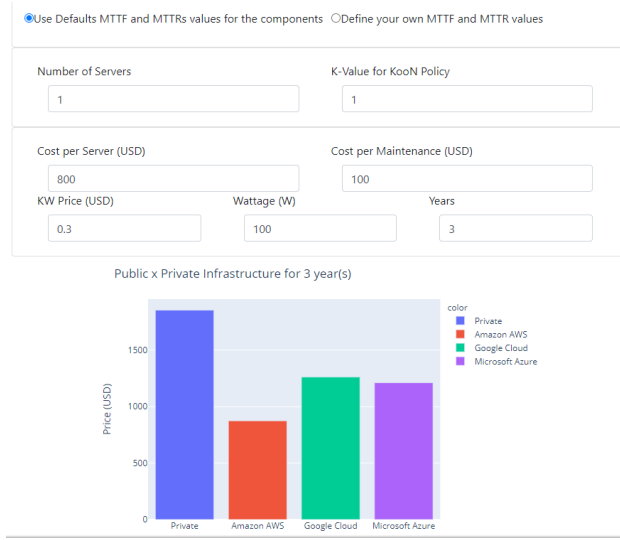 Use Defaults MTTF and MTTRs values for the components Define your own MTTF and MTTR values
Number of Servers K-Value for KooN Policy
1 1
Cost per Server (USD) Cost per Maintenance (USD)
800 100
KW Price (USD) Wattage (W) Years
0.3 100 3
Public x Private Infrastructure for 3 year(s)
color
Private
Amazon AWS
Google Cloud
Microsoft Azure
Price (USD)
1500
1000
500
0
Private Amazon AWS Google Cloud Microsoft Azure